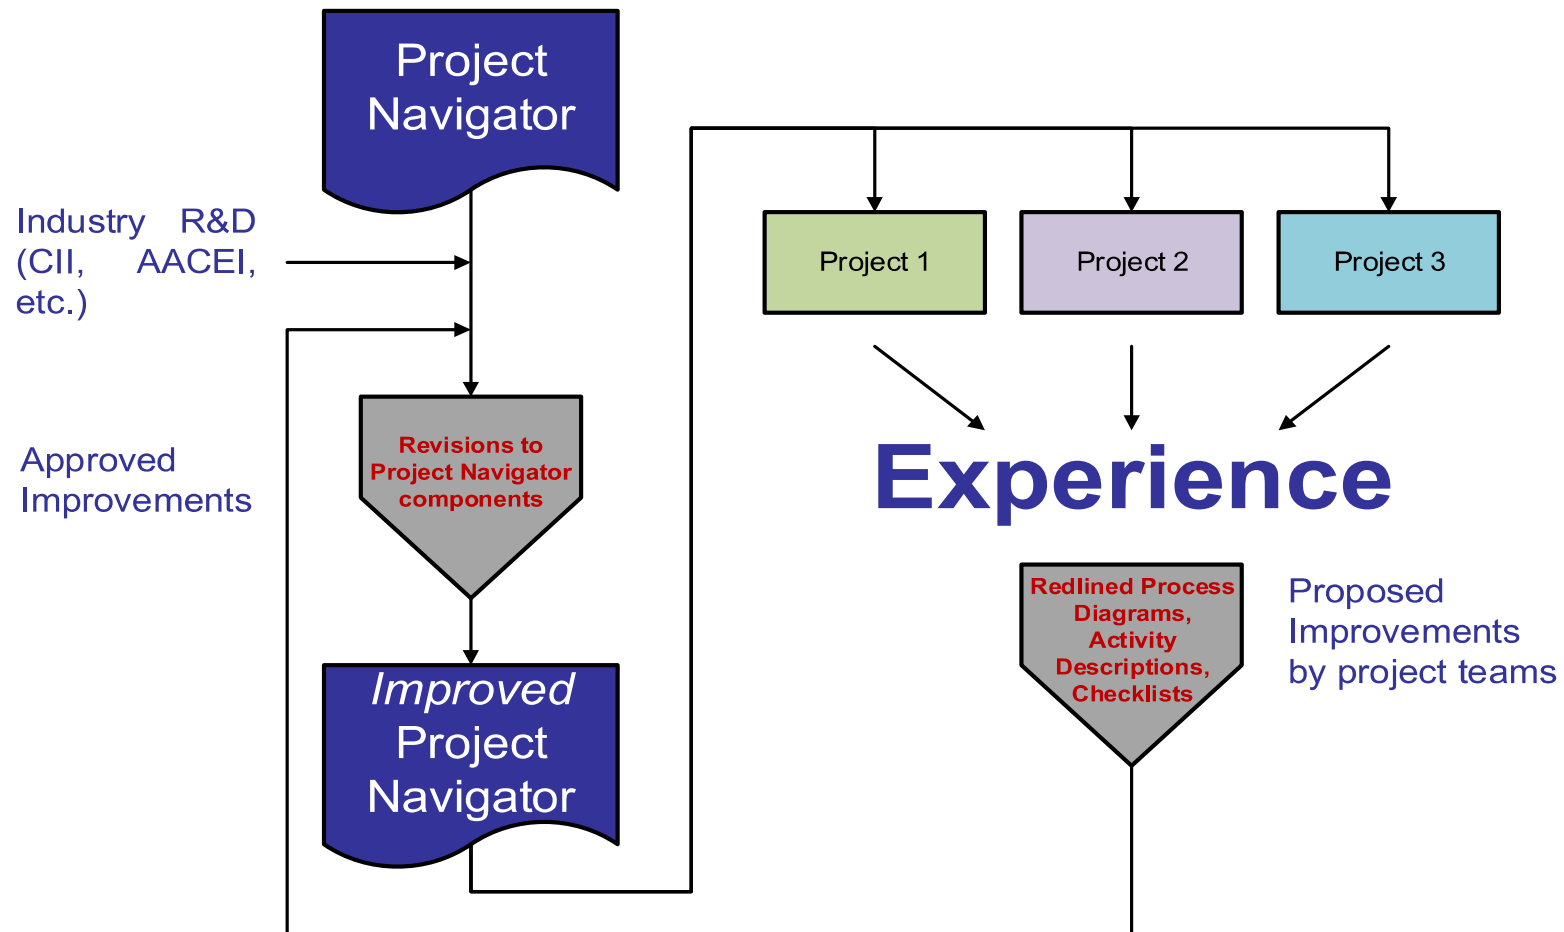 Project
Navigator
Industry R&D
(CII, AACEI,
etc.)
Project 1
Project 2
Project 3
Revisions to
Project Navigator
components
Approved
Improvements
Experience
Redlined Process
Diagrams,
Activity
Descriptions,
Checklists
Proposed
Improvements
by project teams
Improved
Project
Navigator